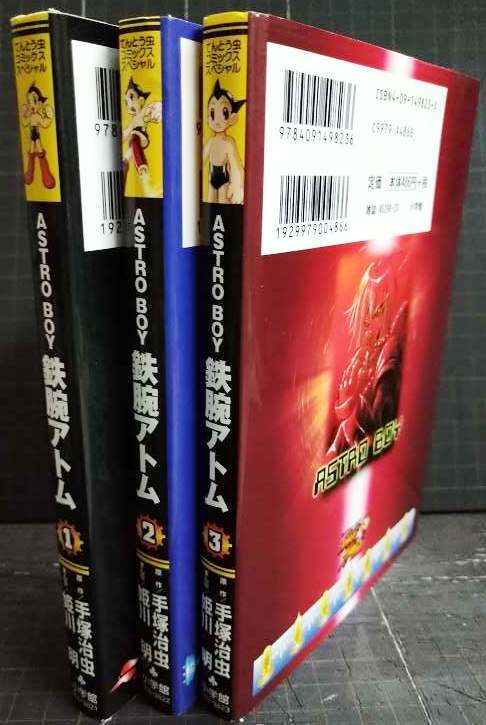 てんとう虫
コミックス
スペシャル
ASTRO BOY
鉄腕アトム
1
手塚治虫
姫川 明
小学館
てんとう虫
コミックス
スペシャル
ASTRO BOY
鉄腕アトム
2
原作/手塚治虫
姫川 明
小学館
てんとう虫
コミックス
スペシャル
ASTRO BOY
鉄腕アトム
3
原作/手塚治虫
姫川 明
小学館
9784091498236
1929979004866
ISBN4-09-149823-8
C9979 ¥486E
定価 本体486円+税
小学館
ASTRO BOY